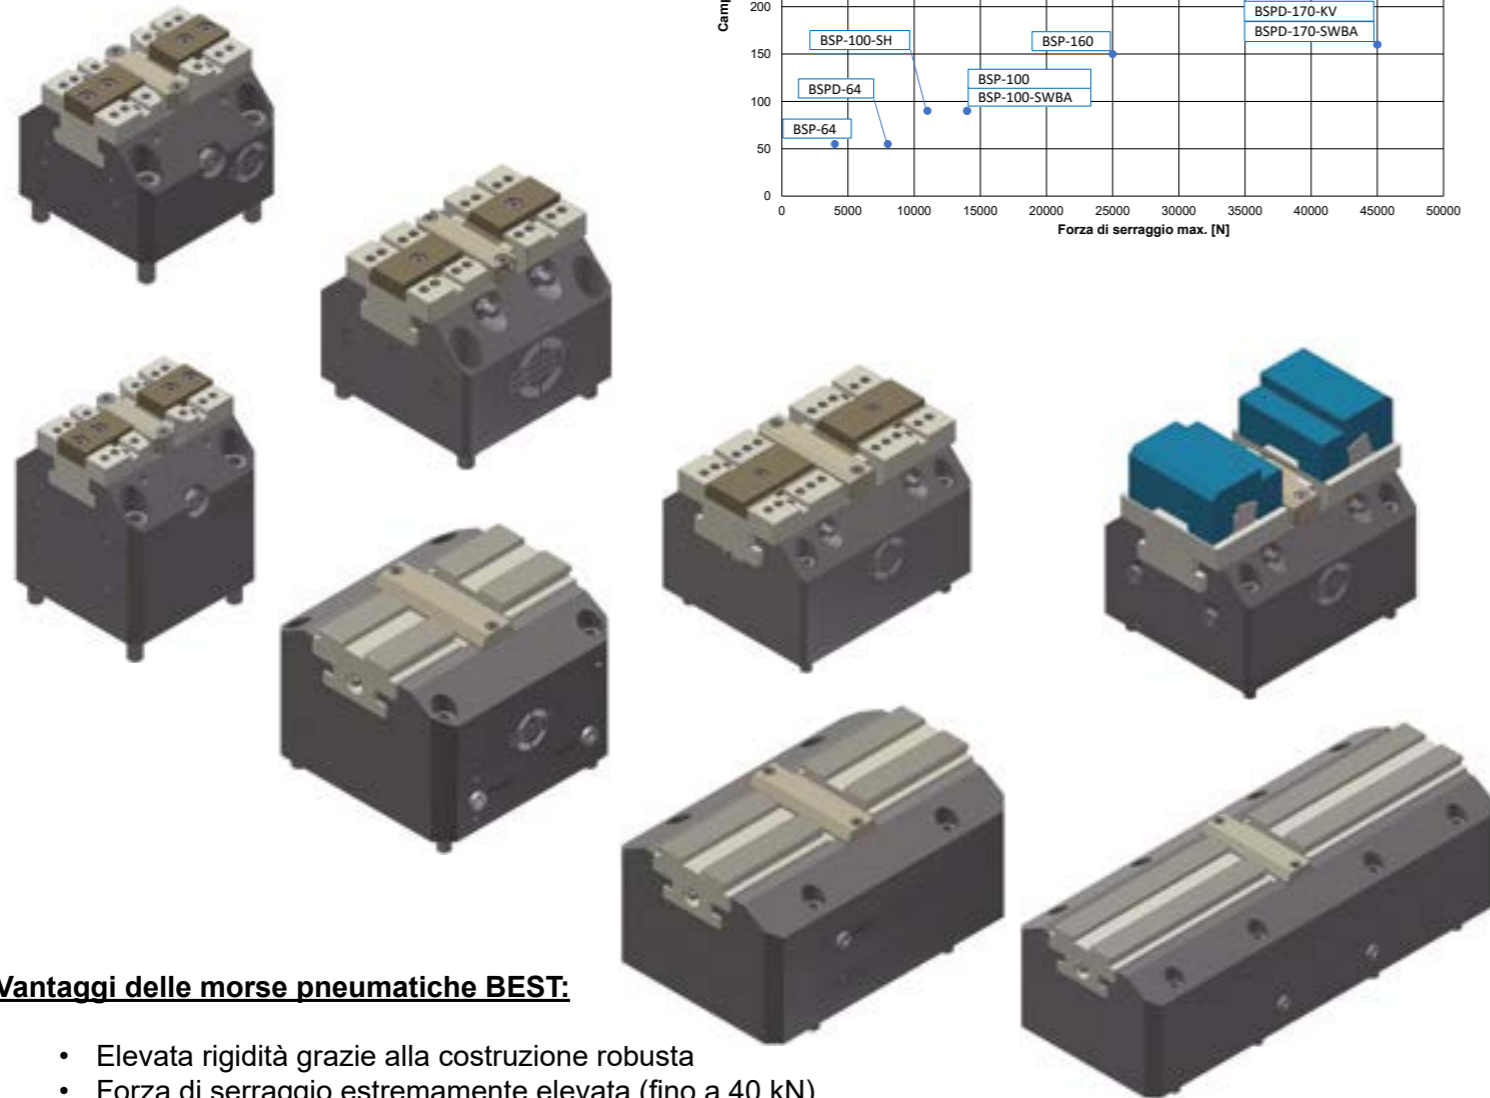 Camp
200
150
100
50
0
BSPD-170-KV
BSPD-170-SWBA
BSP-100-SH
BSP-160
BSP-100
BSP-100-SWBA
BSPD-64
BSP-64
0 5000 10000 15000 20000 25000 30000 35000 40000 45000 50000
Forza di serraggio max. [N]
Vantaggi delle morse pneumatiche BEST:
• Elevata rigidità grazie alla costruzione robusta
• Forza di serraggio estremamente elevata (fino a 40 kN)